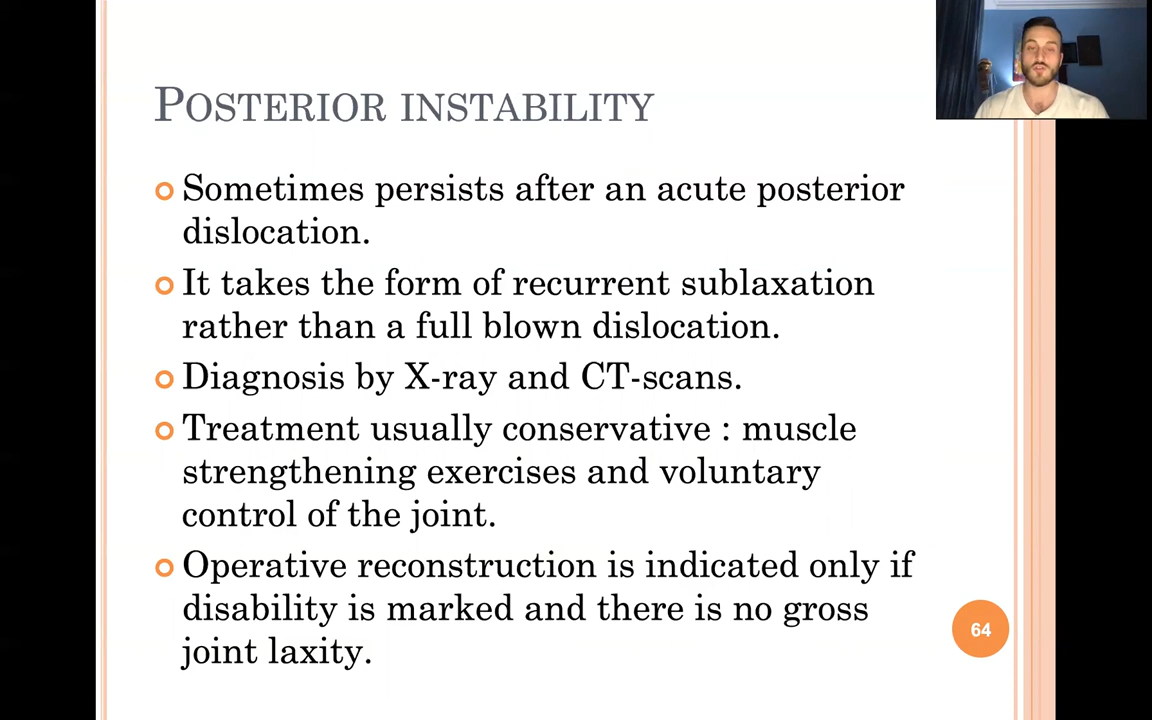 POSTERIOR INSTABILITY
Sometimes persists after an acute posterior
dislocation.
It takes the form of recurrent sublaxation
rather than a full blown dislocation.
Diagnosis by X-ray and CT-scans.
Treatment usually conservative : muscle
strengthening exercises and voluntary
control of the joint.
Operative reconstruction is indicated only if
disability is marked and there is no gross
joint laxity.
64